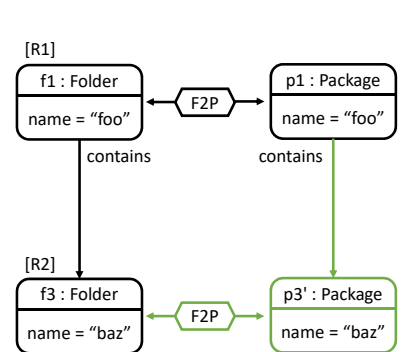 [R1]
f1 : Folder
name = “foo”
F2P
p1 : Package
name = “foo”
contains
contains
[R2]
f3 : Folder
name = “baz”
F2P
p3' : Package
name = “baz”